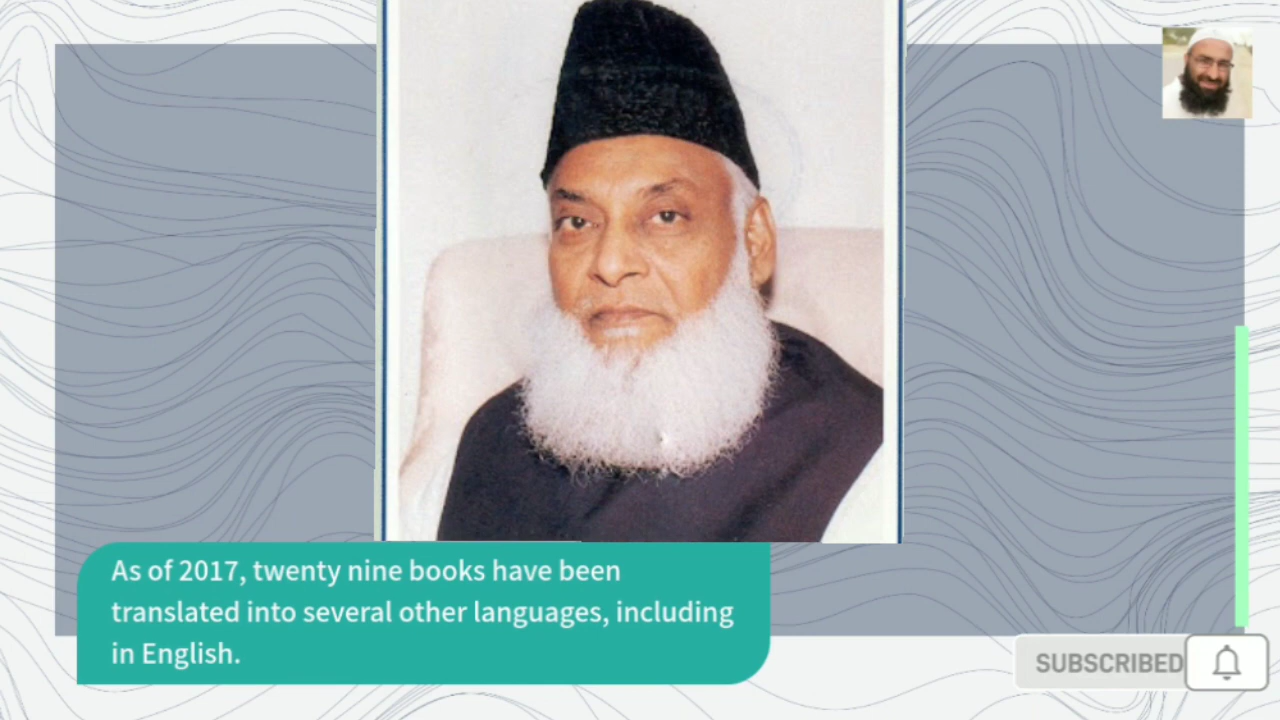 As of 2017, twenty nine books have been
translated into several other languages, including
in English.
SUBSCRIBED